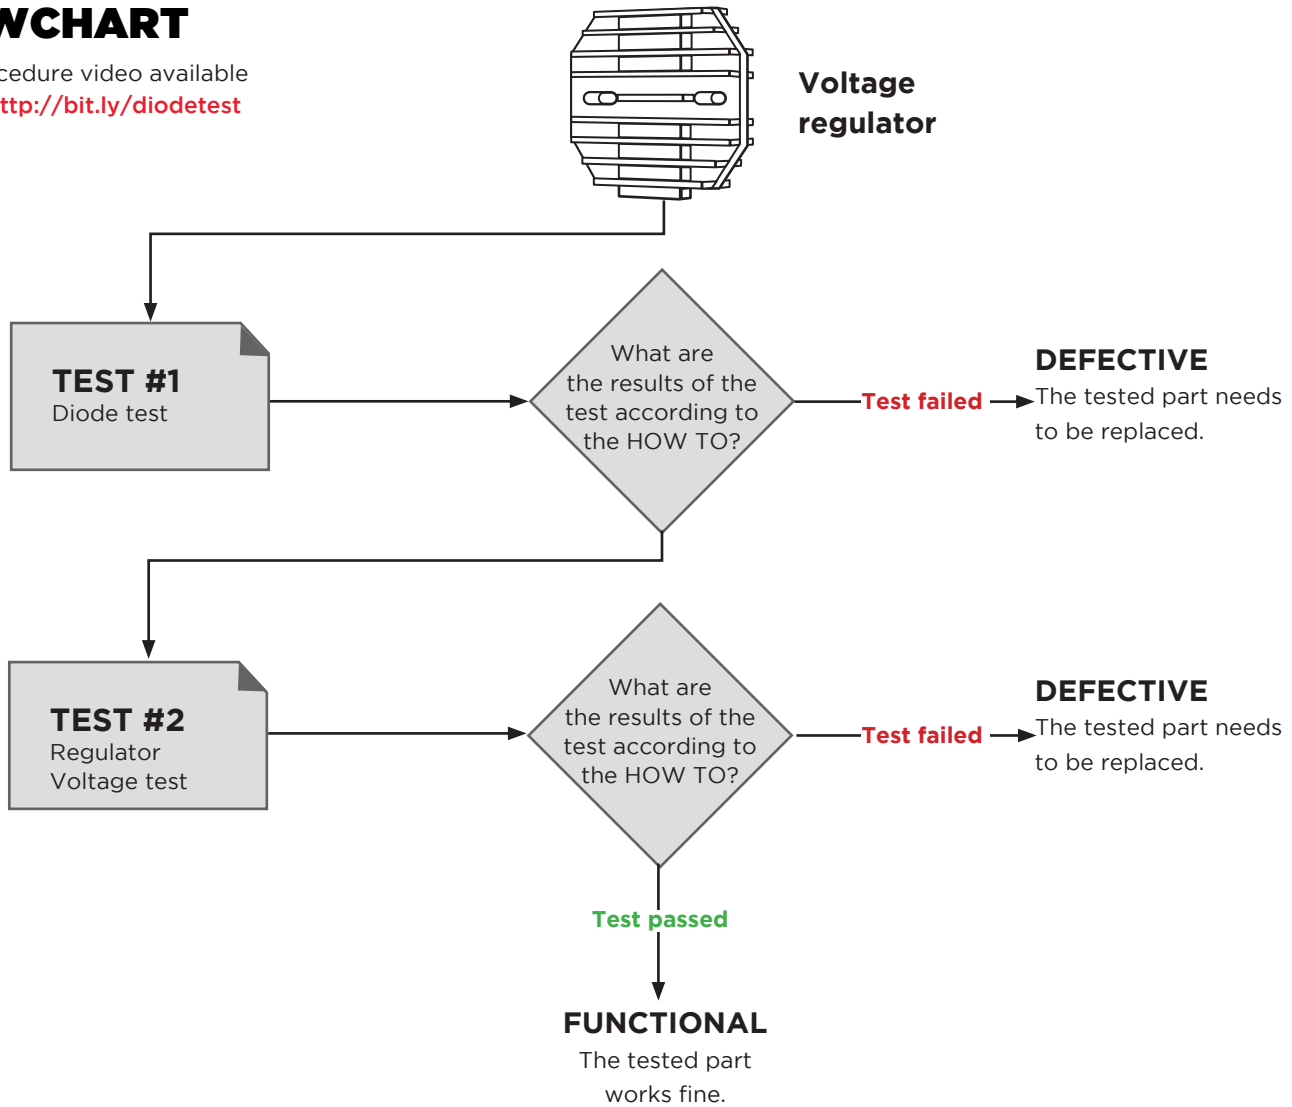 WCHART
cedure video available
ttp://bit.ly/diodetest
Voltage
regulator
TEST #1
Diode test
What are
the results of the
test according to
the HOW TO?
Test failed
DEFECTIVE
The tested part needs
to be replaced.
TEST #2
Regulator
Voltage test
What are
the results of the
test according to
the HOW TO?
Test failed
DEFECTIVE
The tested part needs
to be replaced.
Test passed
FUNCTIONAL
The tested part
works fine.